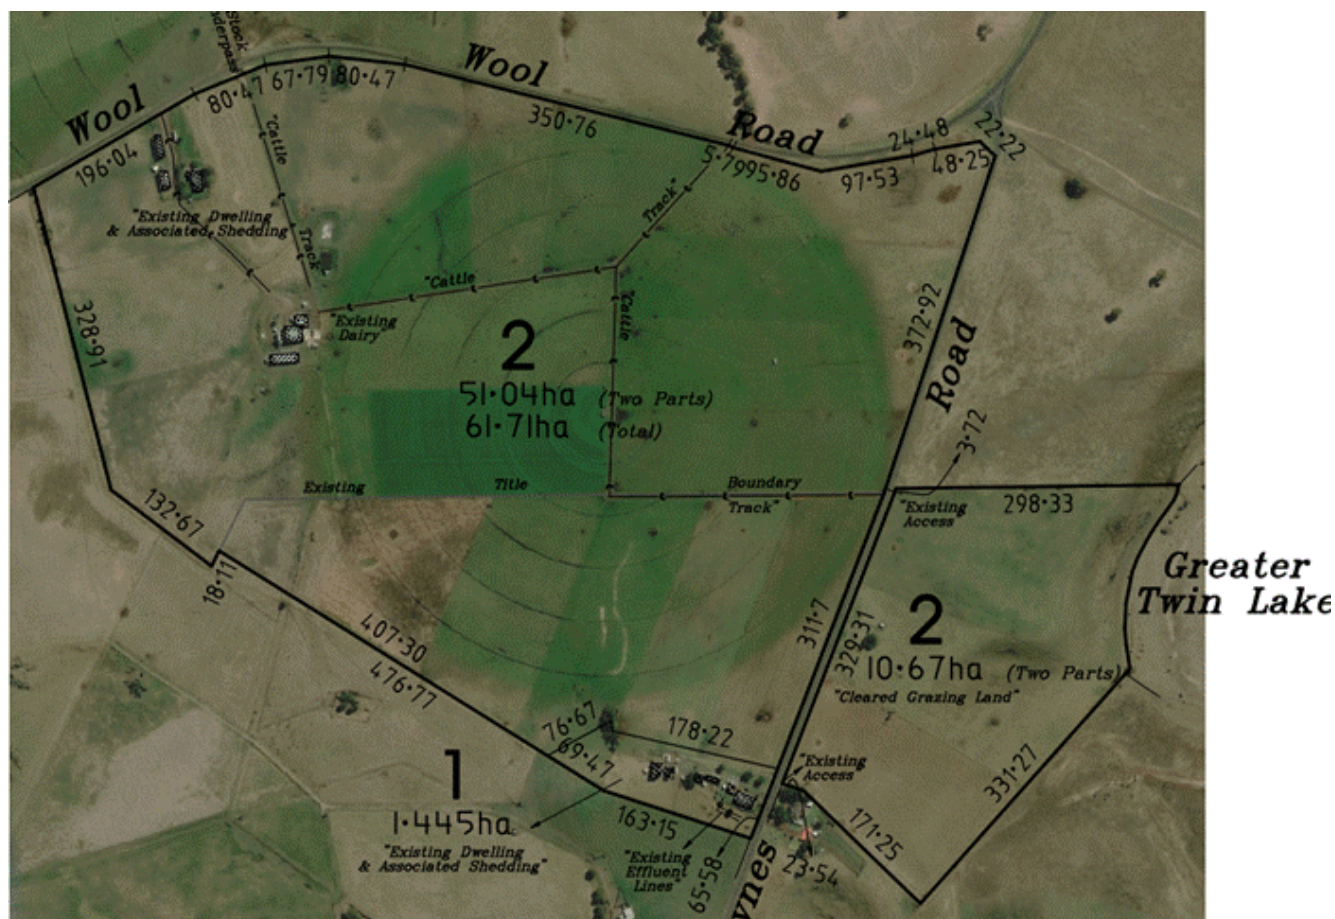 Stock
Wool
Wool
Road
80·47
67·79
80·47
196·04
350·76
24·48
22·22
5·79
95·86
97·53
48·25
"Cattle
Track
"Existing Dwelling
& Associated Shedding
Track"
"Cattle
"Cattle
"Existing
Dairy"
328·91
372·92
Road
2
51·04ha (Two Parts)
61·71ha (Total)
3·72
Existing Title Boundary
Track"
"Existing
Access"
298·33
132·67
18·11
Greater
Twin Lake
311·7
329·31
2
10·67ha (Two Parts)
"Cleared Grazing Land"
407·30
476·77
76·67
69·47
178·22
"Existing
Access"
331·27
1
1·445ha
"Existing Dwelling
& Associated Shedding"
163·15
171·25
"Existing
Effluent
Lines"
65·58
23·54
ynes